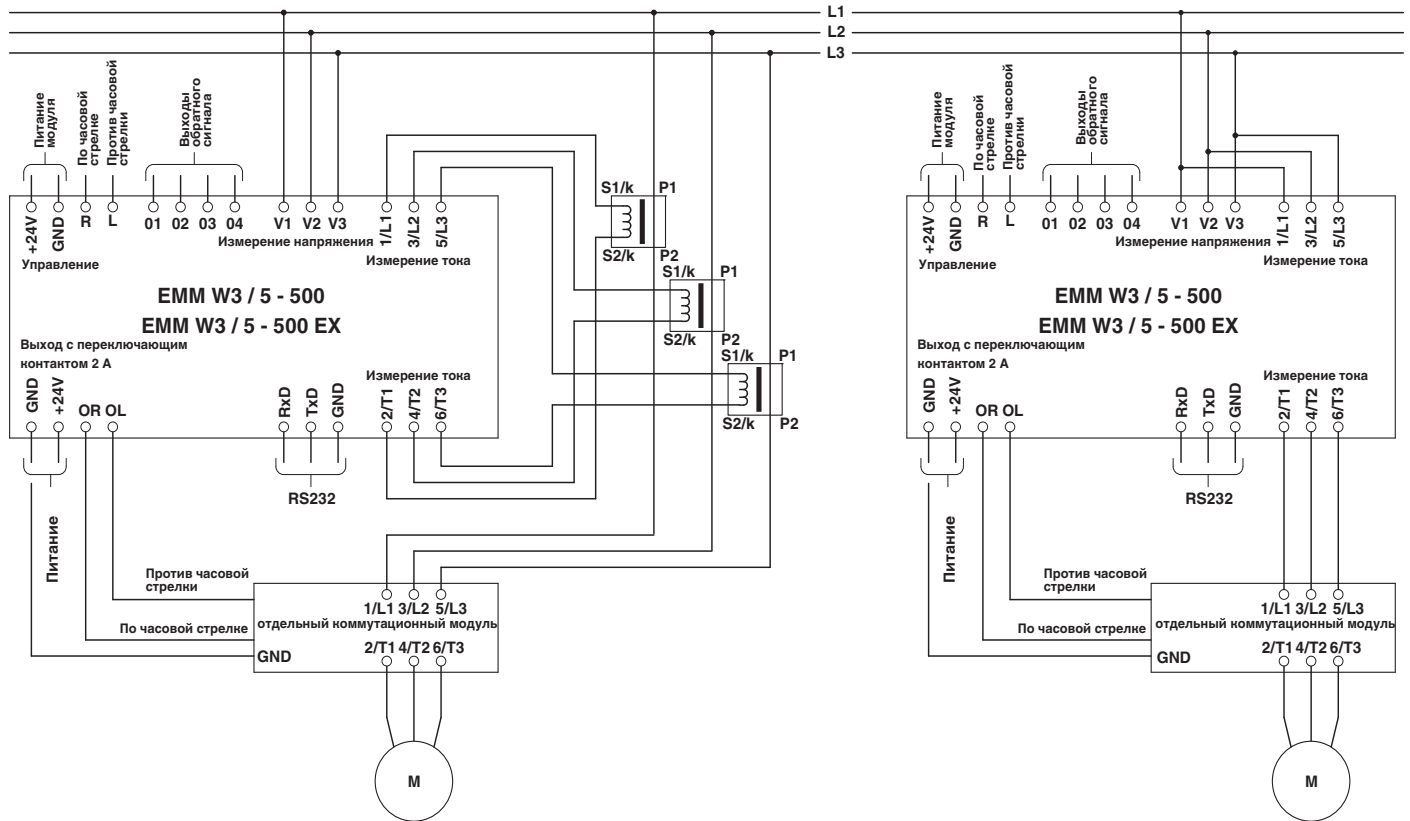 L1
L2
L3
Питание
модуля
По часовой
стрелке
Против часовой
стрелки
Выходы
обратного
сигнала
+24V
GND
R
L
01
02
03
04
V1
V2
V3
1/L1
3/L2
5/L3
Измерение напряжения
Управление
Измерение тока
EMM W3 / 5 - 500
EMM W3 / 5 - 500 EX
Выход с переключающим
контактом 2 А
Измерение тока
GND
+24V
OR OL
RxD
TxD
GND
2/T1
4/T2
6/T3
RS232
Питание
S1/k
P1
S2/k
P2
S1/k
P1
S2/k
P2
S1/k
P1
S2/k
P2
Против часовой
стрелки
По часовой стрелке
GND
1/L1 3/L2 5/L3
отдельный коммутационный модуль
2/T1 4/T2 6/T3
M
Питание
модуля
По часовой
стрелке
Против часовой
стрелки
Выходы
обратного
сигнала
+24V
GND
R
L
01
02
03
04
V1
V2
V3
1/L1
3/L2
5/L3
Измерение напряжения
Управление
Измерение тока
EMM W3 / 5 - 500
EMM W3 / 5 - 500 EX
Выход с переключающим
контактом 2 А
Измерение тока
GND
+24V
OR OL
RxD
TxD
GND
2/T1
4/T2
6/T3
RS232
Питание
Против часовой
стрелки
По часовой стрелке
GND
1/L1 3/L2 5/L3
отдельный коммутационный модуль
2/T1 4/T2 6/T3
M